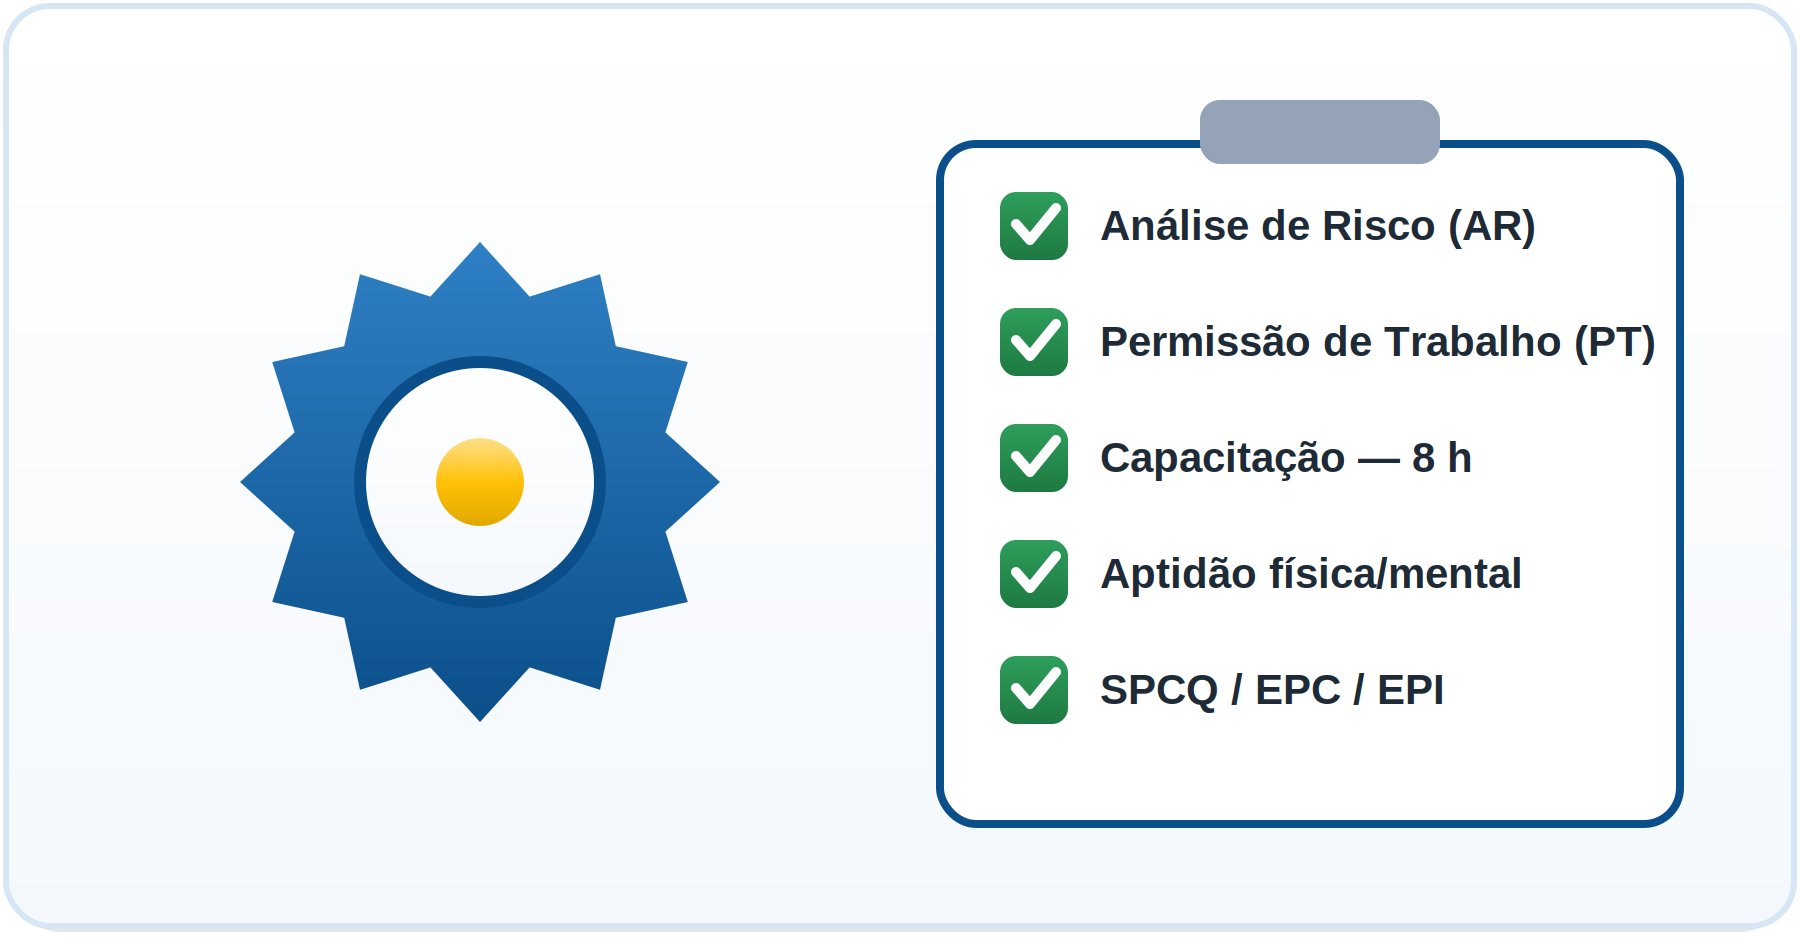 Análise de Risco (AR)
Permissão de Trabalho (PT)
Capacitação — 8 h
Aptidão física/mental
SPCQ / EPC / EPI